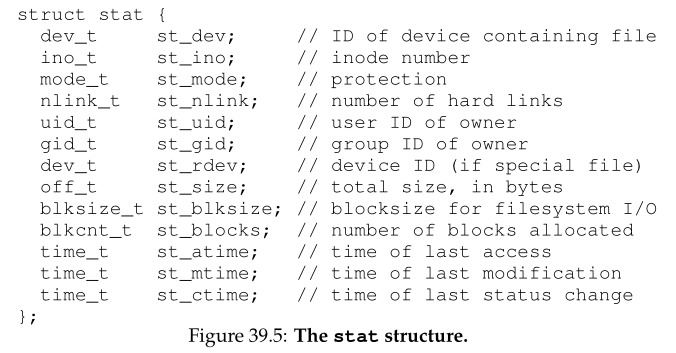 struct stat {
  dev_t     st_dev;     // ID of device containing file
  ino_t     st_ino;     // inode number
  mode_t    st_mode;    // protection
  nlink_t   st_nlink;   // number of hard links
  uid_t     st_uid;     // user ID of owner
  gid_t     st_gid;     // group ID of owner
  dev_t     st_rdev;    // device ID (if special file)
  off_t     st_size;    // total size, in bytes
  blksize_t st_blksize; // blocksize for filesystem I/O
  blkcnt_t  st_blocks;  // number of blocks allocated
  time_t    st_atime;   // time of last access
  time_t    st_mtime;   // time of last modification
  time_t    st_ctime;   // time of last status change
};
Figure 39.5: The stat structure.